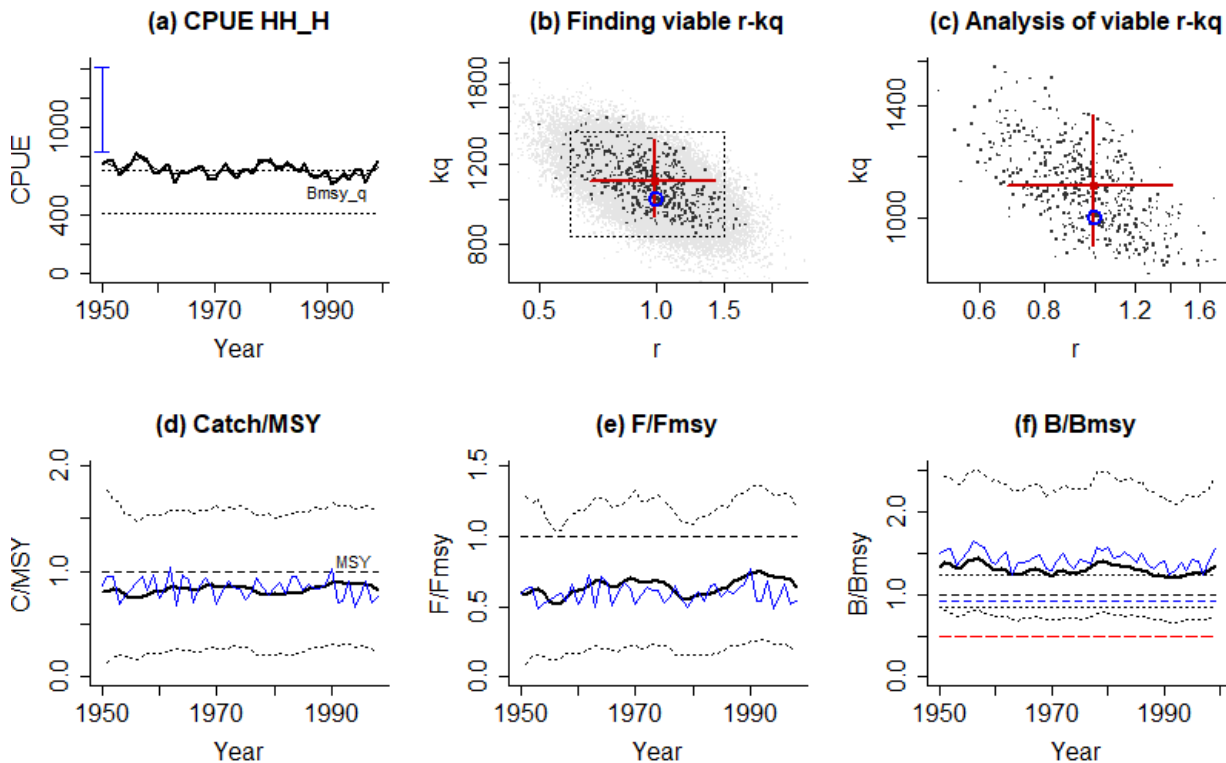 (a) CPUE HH_H
CPUE
0
400
1000
Bmsy_q
1950
1970
1990
Year
(b) Finding viable r-kq
kq
800
1200
1800
0.5
1.0
1.5
r
(c) Analysis of viable r-kq
kq
1000
1400
0.6
0.8
1.2
1.6
r
(d) Catch/MSY
C/MSY
0.0
1.0
2.0
MSY
1950
1970
1990
Year
(e) F/Fmsy
F/Fmsy
0.0
0.5
1.0
1.5
1950
1970
1990
Year
(f) B/Bmsy
B/Bmsy
0.0
1.0
2.0
1950
1970
1990
Year